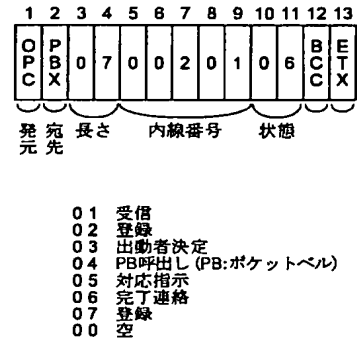 1 2 3 4 5 6 7 8 9 10 11 12 13
OPC PBX 0 7 0 0 2 0 1 0 6 BCC ETX
発元 宛先 長さ 内線番号 状態
01 受信
02 登録
03 出動者決定
04 PB呼出し (PB:ポケットベル)
05 対応指示
06 完了連絡
07 登録
00 空